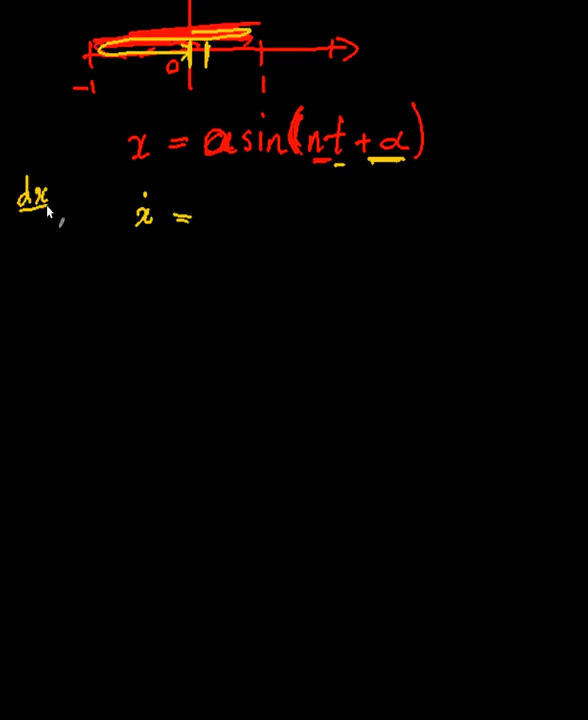 -1 0 1
x = a sin(nt + α)
dx ẋ =